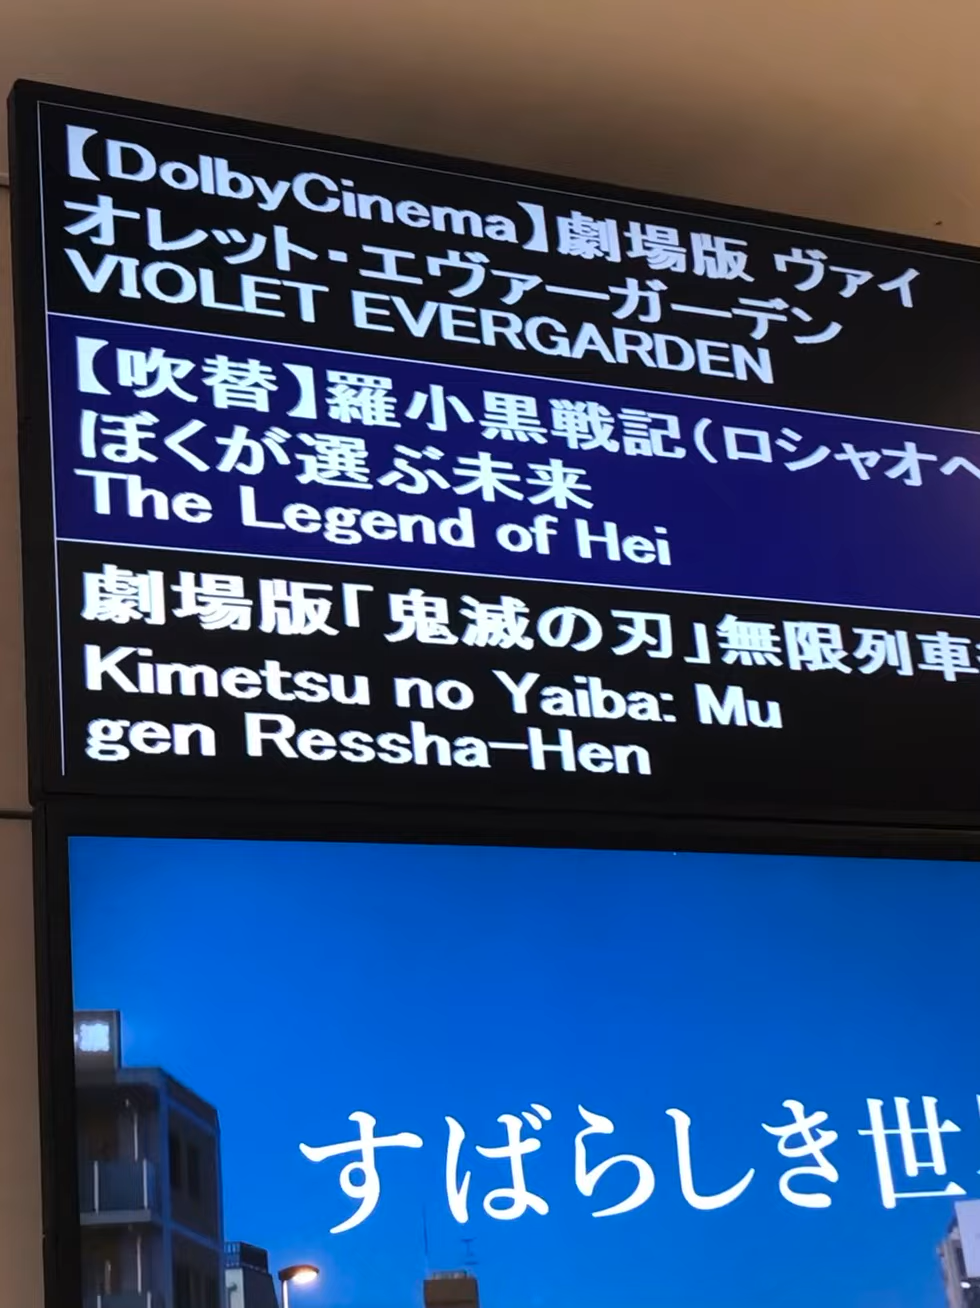 【DolbyCinema】劇場版 ヴァイ
オレット・エヴァーガーデン
VIOLET EVERGARDEN
【吹替】羅小黒戦記(ロシャオヘ
ぼくが選ぶ未来
The Legend of Hei
劇場版「鬼滅の刃」無限列車
Kimetsu no Yaiba: Mu
gen Ressha-Hen
すばらしき世